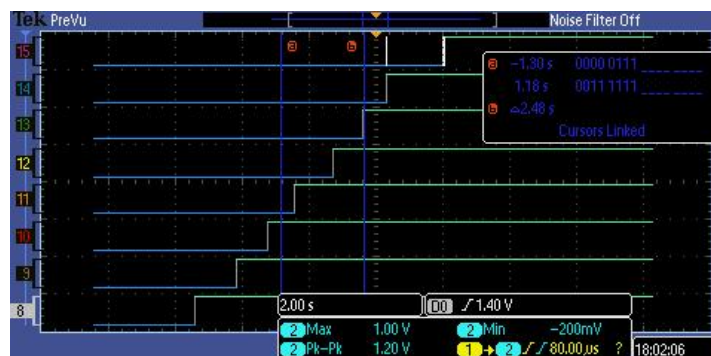 Tek PreVu Noise Filter Off
15
a b
a -1.30 s 0000 0111
14
1.18 s 0011 1111
b △2.48 s
13
Cursors Linked
12
11
10
9
8
2.00 s D0 1.40 V
2 Max 1.00 V 2 Min -200mV
2 Pk-Pk 1.20 V 1 → 2 80.00µs ? 18:02:06